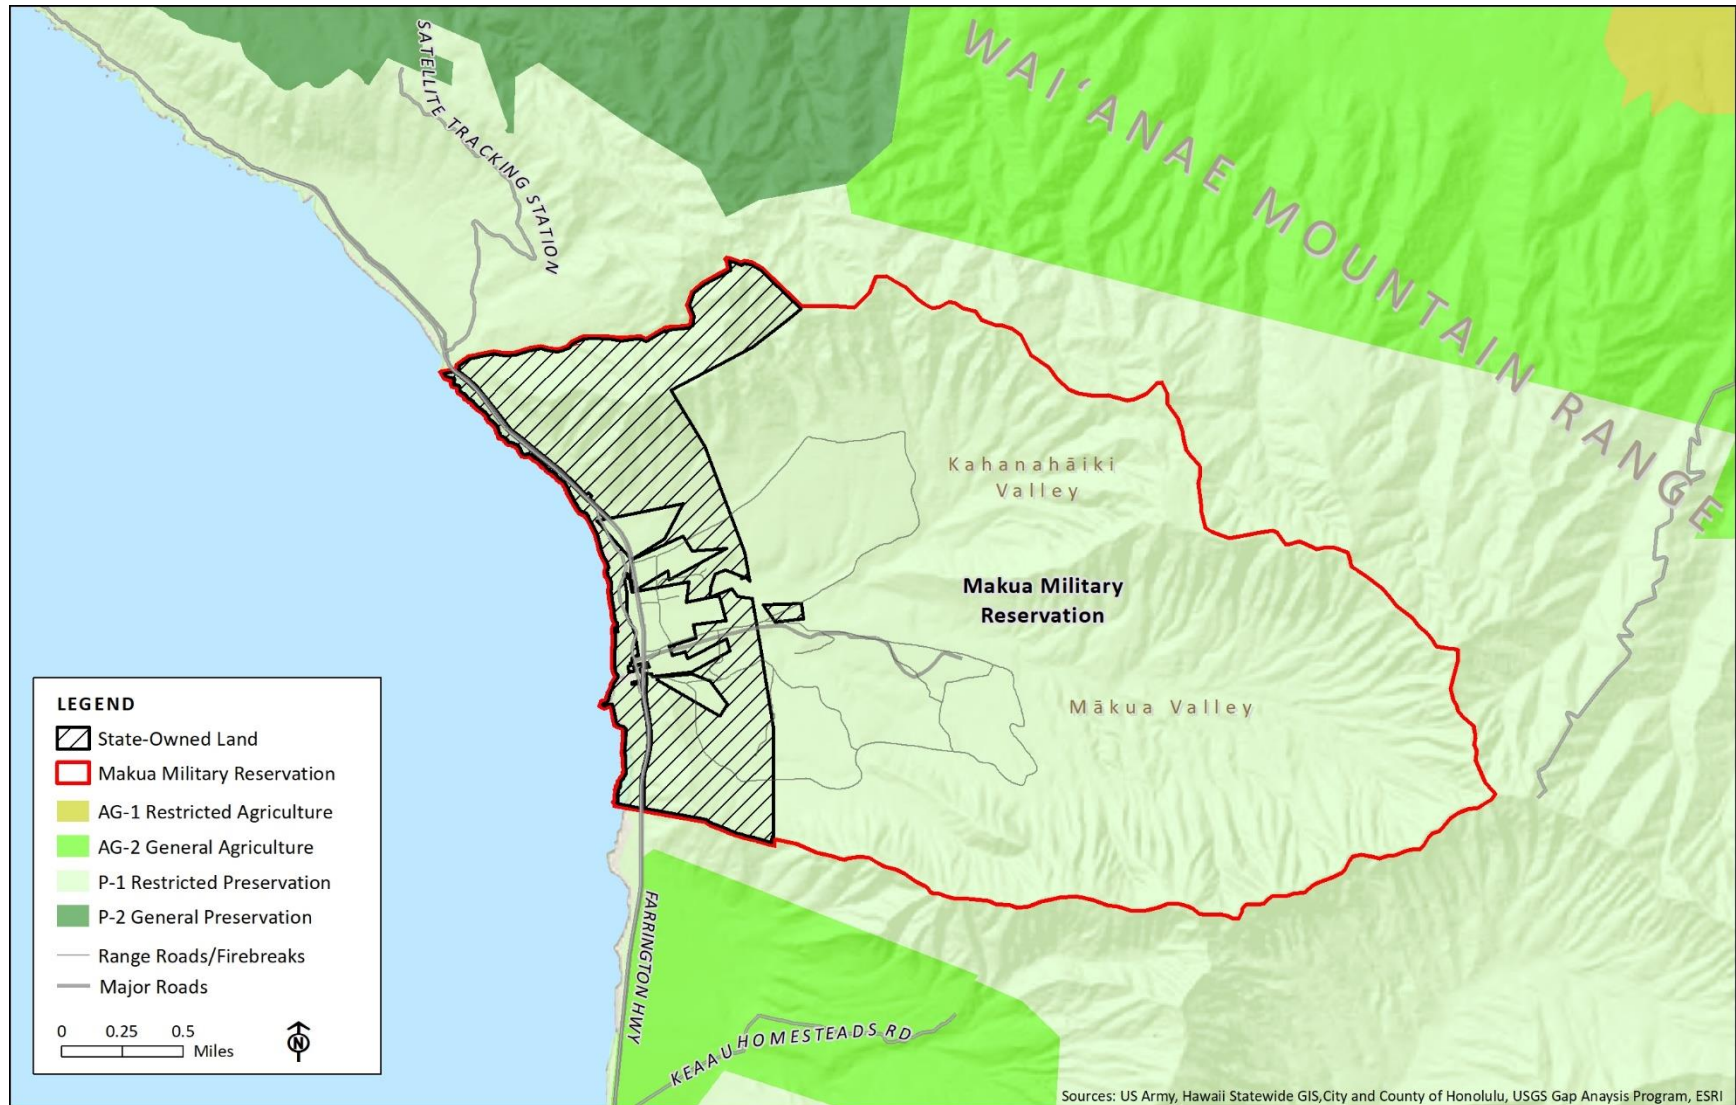 SATELLITE TRACKING STATION
WAIʻANAE MOUNTAIN RANGE
Kahanahāiki
Valley
Makua Military
Reservation
Mākua Valley
LEGEND
State-Owned Land
Makua Military Reservation
AG-1 Restricted Agriculture
AG-2 General Agriculture
P-1 Restricted Preservation
P-2 General Preservation
Range Roads/Firebreaks
Major Roads
0 0.25 0.5
Miles
N
FARRINGTON HWY
KEAAU HOMESTEADS RD
Sources: US Army, Hawaii Statewide GIS,City and County of Honolulu, USGS Gap Anaysis Program, ESRI